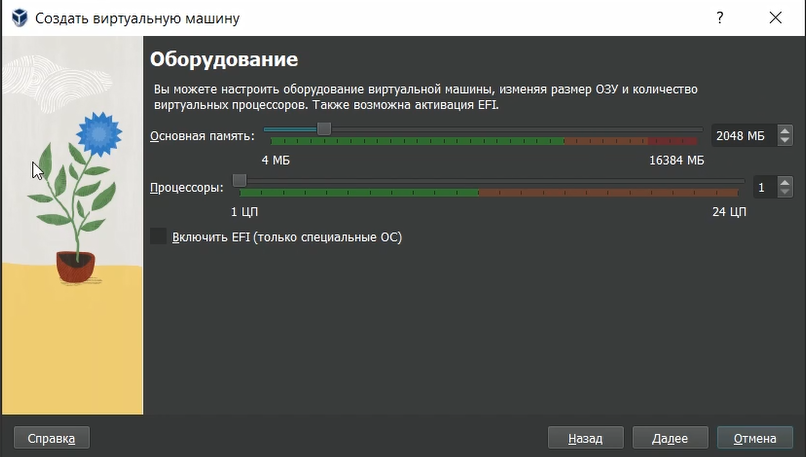 Создать виртуальную машину
?
Оборудование
Вы можете настроить оборудование виртуальной машины, изменяя размер ОЗУ и количество
виртуальных процессоров. Также возможна активация EFI.
Основная память:
2048 МБ
4 МБ
16384 МБ
Процессоры:
1
1 ЦП
24 ЦП
Включить EFI (только специальные ОС)
Справка
Назад
Далее
Отмена